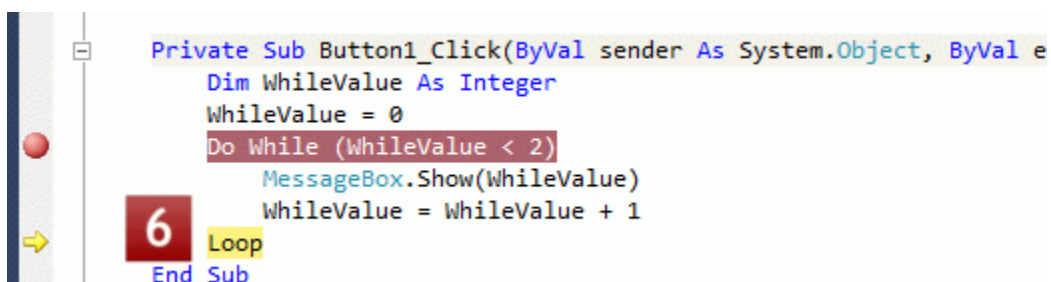 Private Sub Button1_Click(ByVal sender As System.Object, ByVal e
Dim WhileValue As Integer
WhileValue = 0
Do While (WhileValue < 2)
MessageBox.Show(WhileValue)
WhileValue = WhileValue + 1
6
Loop
End Sub